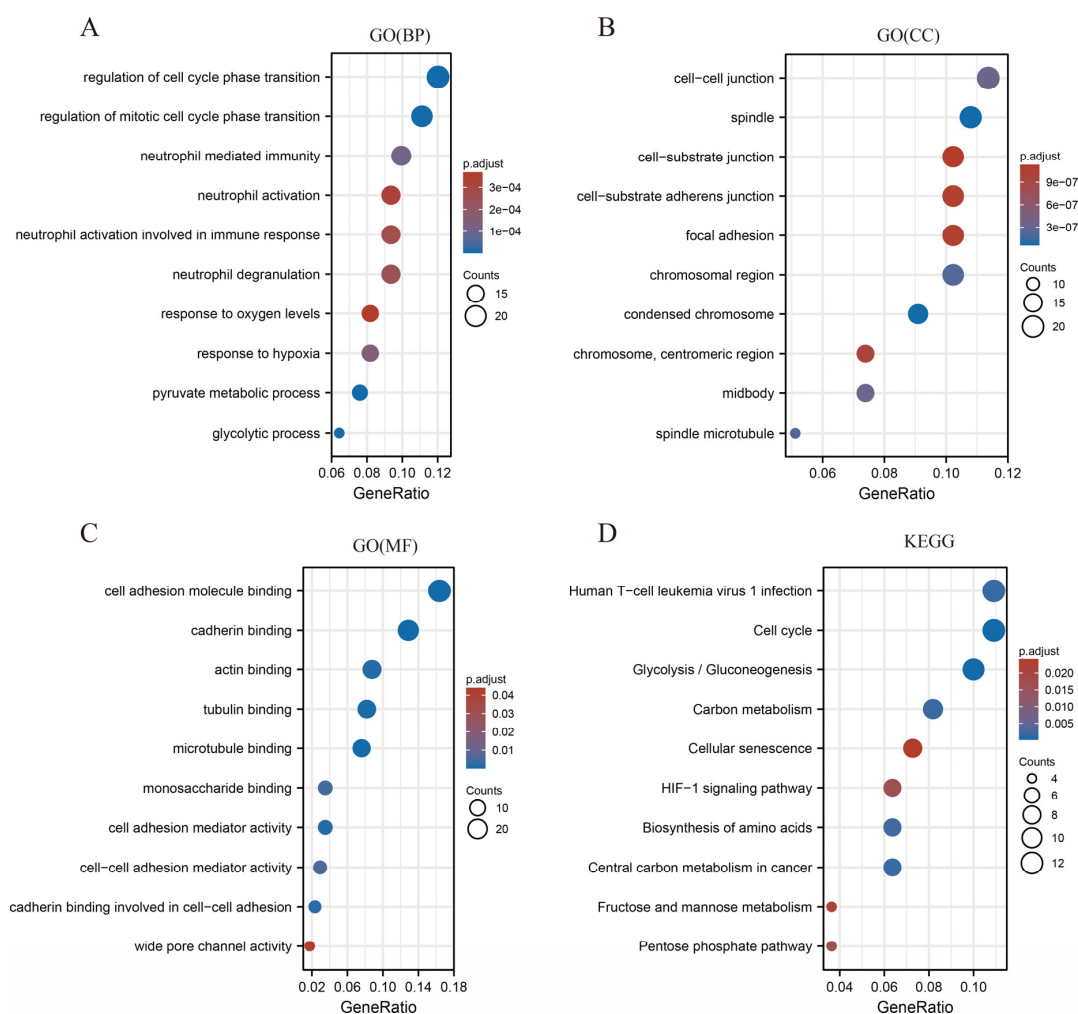 A
GO(BP)
regulation of cell cycle phase transition
regulation of mitotic cell cycle phase transition
neutrophil mediated immunity
neutrophil activation
neutrophil activation involved in immune response
neutrophil degranulation
response to oxygen levels
response to hypoxia
pyruvate metabolic process
glycolytic process
0.06 0.08 0.10 0.12
GeneRatio
p.adjust
3e−04
2e−04
1e−04
Counts
15
20
B
GO(CC)
cell−cell junction
spindle
cell−substrate junction
cell−substrate adherens junction
focal adhesion
chromosomal region
condensed chromosome
chromosome, centromeric region
midbody
spindle microtubule
0.06 0.08 0.10 0.12
GeneRatio
p.adjust
9e−07
6e−07
3e−07
Counts
10
15
20
C
GO(MF)
cell adhesion molecule binding
cadherin binding
actin binding
tubulin binding
microtubule binding
monosaccharide binding
cell adhesion mediator activity
cell−cell adhesion mediator activity
cadherin binding involved in cell−cell adhesion
wide pore channel activity
0.02 0.06 0.10 0.14 0.18
GeneRatio
p.adjust
0.04
0.03
0.02
0.01
Counts
10
20
D
KEGG
Human T−cell leukemia virus 1 infection
Cell cycle
Glycolysis / Gluconeogenesis
Carbon metabolism
Cellular senescence
HIF−1 signaling pathway
Biosynthesis of amino acids
Central carbon metabolism in cancer
Fructose and mannose metabolism
Pentose phosphate pathway
0.04 0.06 0.08 0.10
GeneRatio
p.adjust
0.020
0.015
0.010
0.005
Counts
4
6
8
10
12